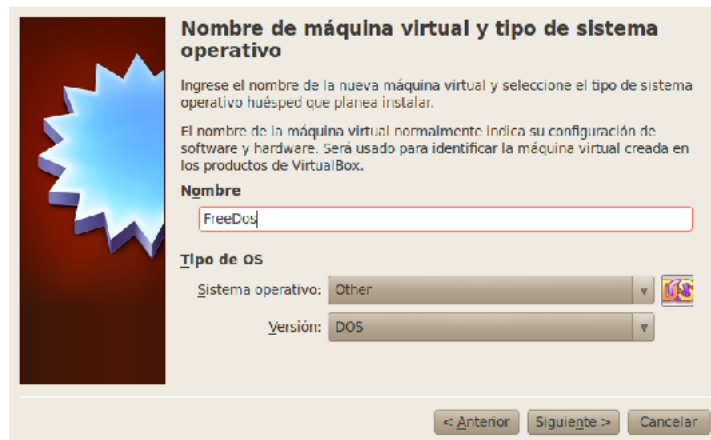 Nombre de máquina virtual y tipo de sistema
operativo
Ingrese el nombre de la nueva máquina virtual y seleccione el tipo de sistema
operativo huésped que planea instalar.
El nombre de la máquina virtual normalmente indica su configuración de
software y hardware. Será usado para identificar la máquina virtual creada en
los productos de VirtualBox.
Nombre
FreeDos
Tipo de OS
Sistema operativo: Other
Versión: DOS
< Anterior Siguiente > Cancelar